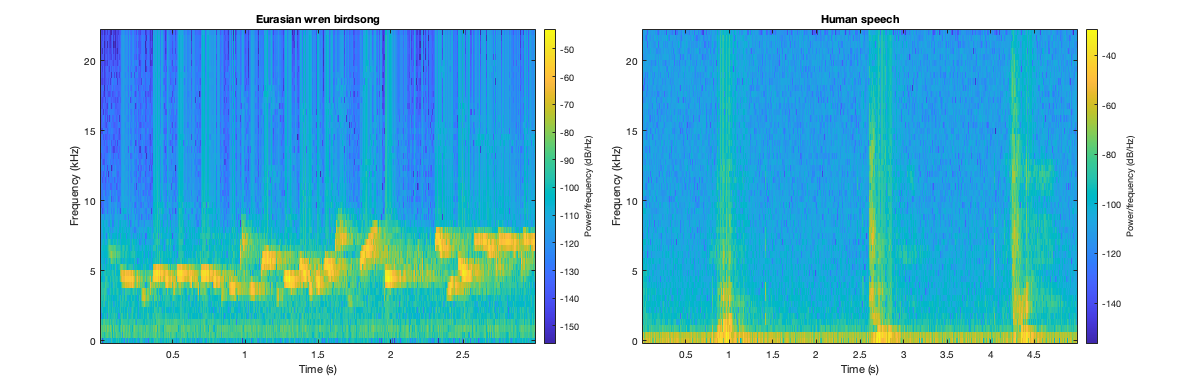 Eurasian wren birdsong
20
15
10
5
0
0.5 1 1.5 2 2.5
Time (s)
Frequency (kHz)
-50
-60
-70
-80
-90
-100
-110
-120
-130
-140
-150
Power/frequency (dB/Hz)
Human speech
20
15
10
5
0
0.5 1 1.5 2 2.5 3 3.5 4 4.5
Time (s)
Frequency (kHz)
-40
-60
-80
-100
-120
-140
Power/frequency (dB/Hz)